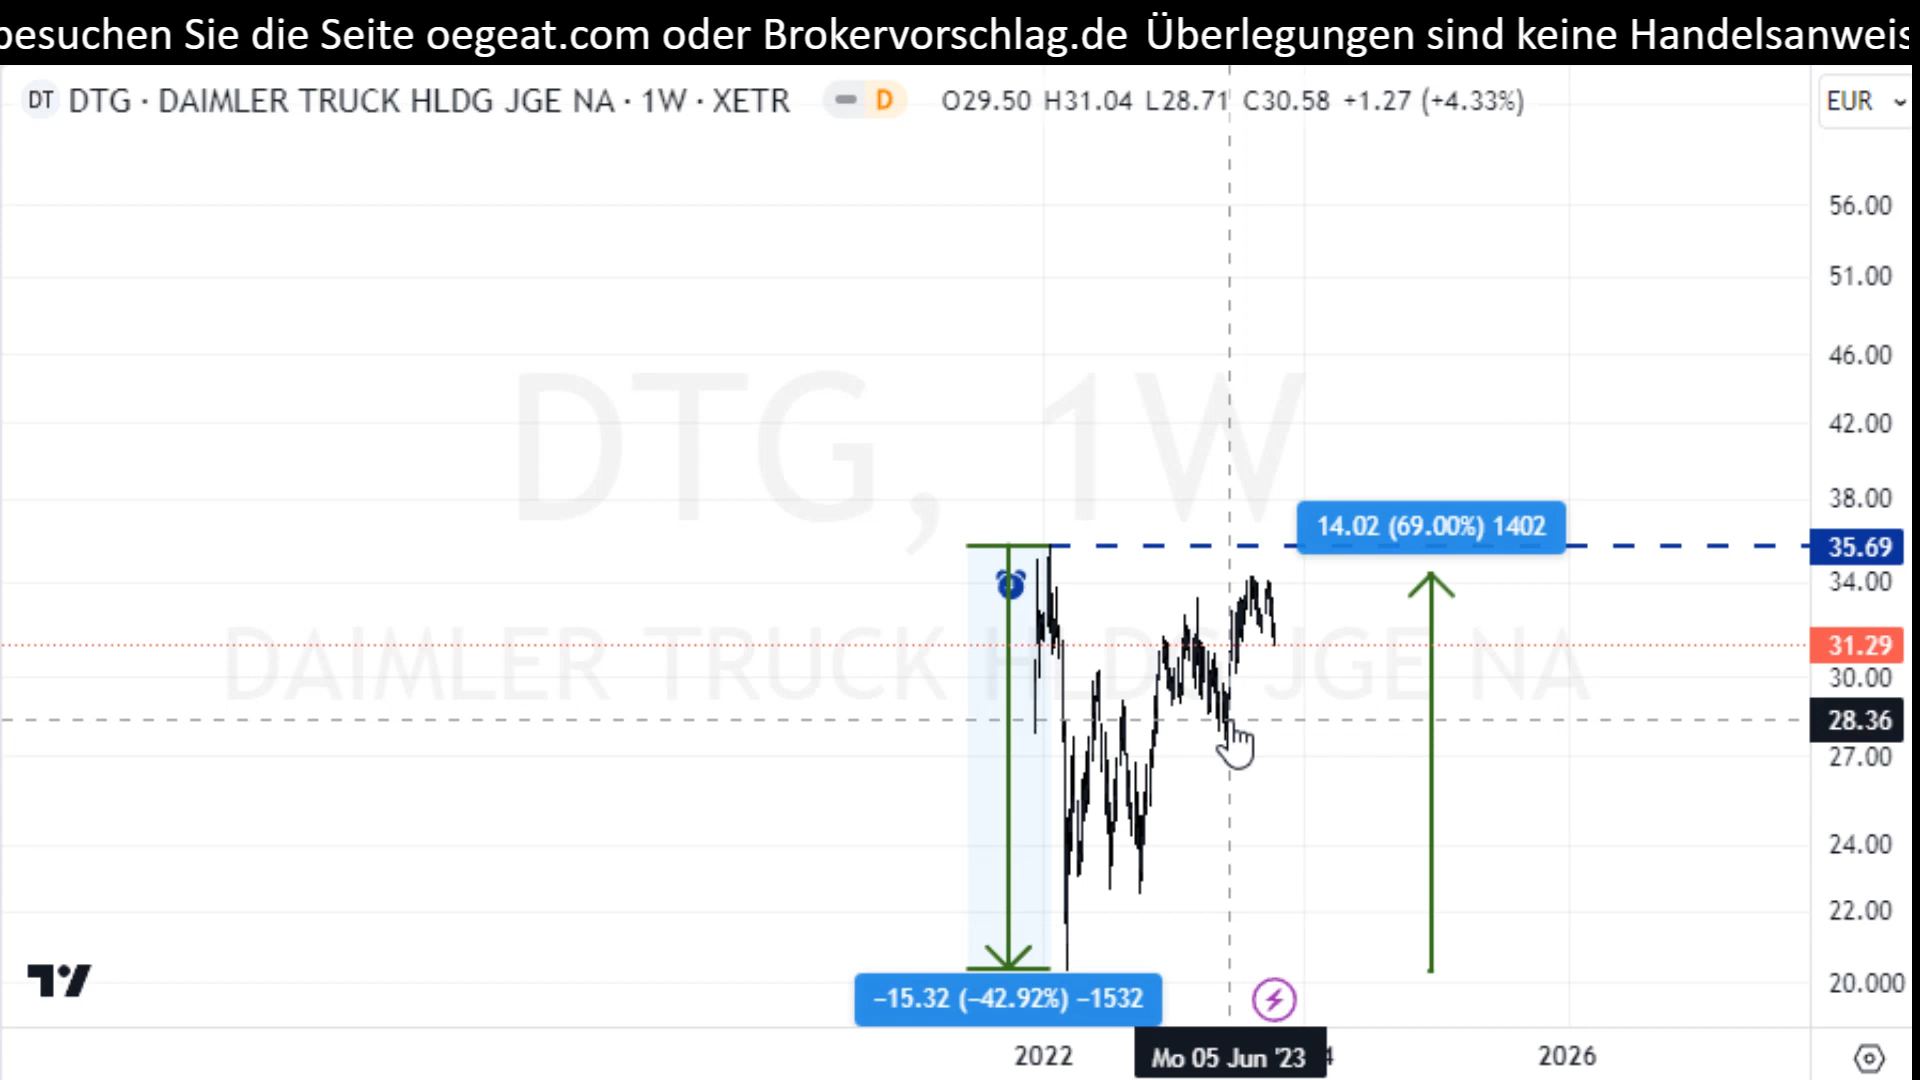 besuchen Sie die Seite oegeat.com oder Brokervorschlag.de Überlegungen sind keine Handelsanweis
DT DTG · DAIMLER TRUCK HLDG JGE NA · 1W · XETR D O29.50 H31.04 L28.71 C30.58 +1.27 (+4.33%) EUR
56.00
51.00
46.00
DTG, 1W
42.00
38.00
14.02 (69.00%) 1402
35.69
34.00
31.29
DAIMLER TRUCK HLDG JGE NA
30.00
28.36
27.00
24.00
22.00
20.000
−15.32 (−42.92%) −1532
2022 Mo 05 Jun '23 4 2026